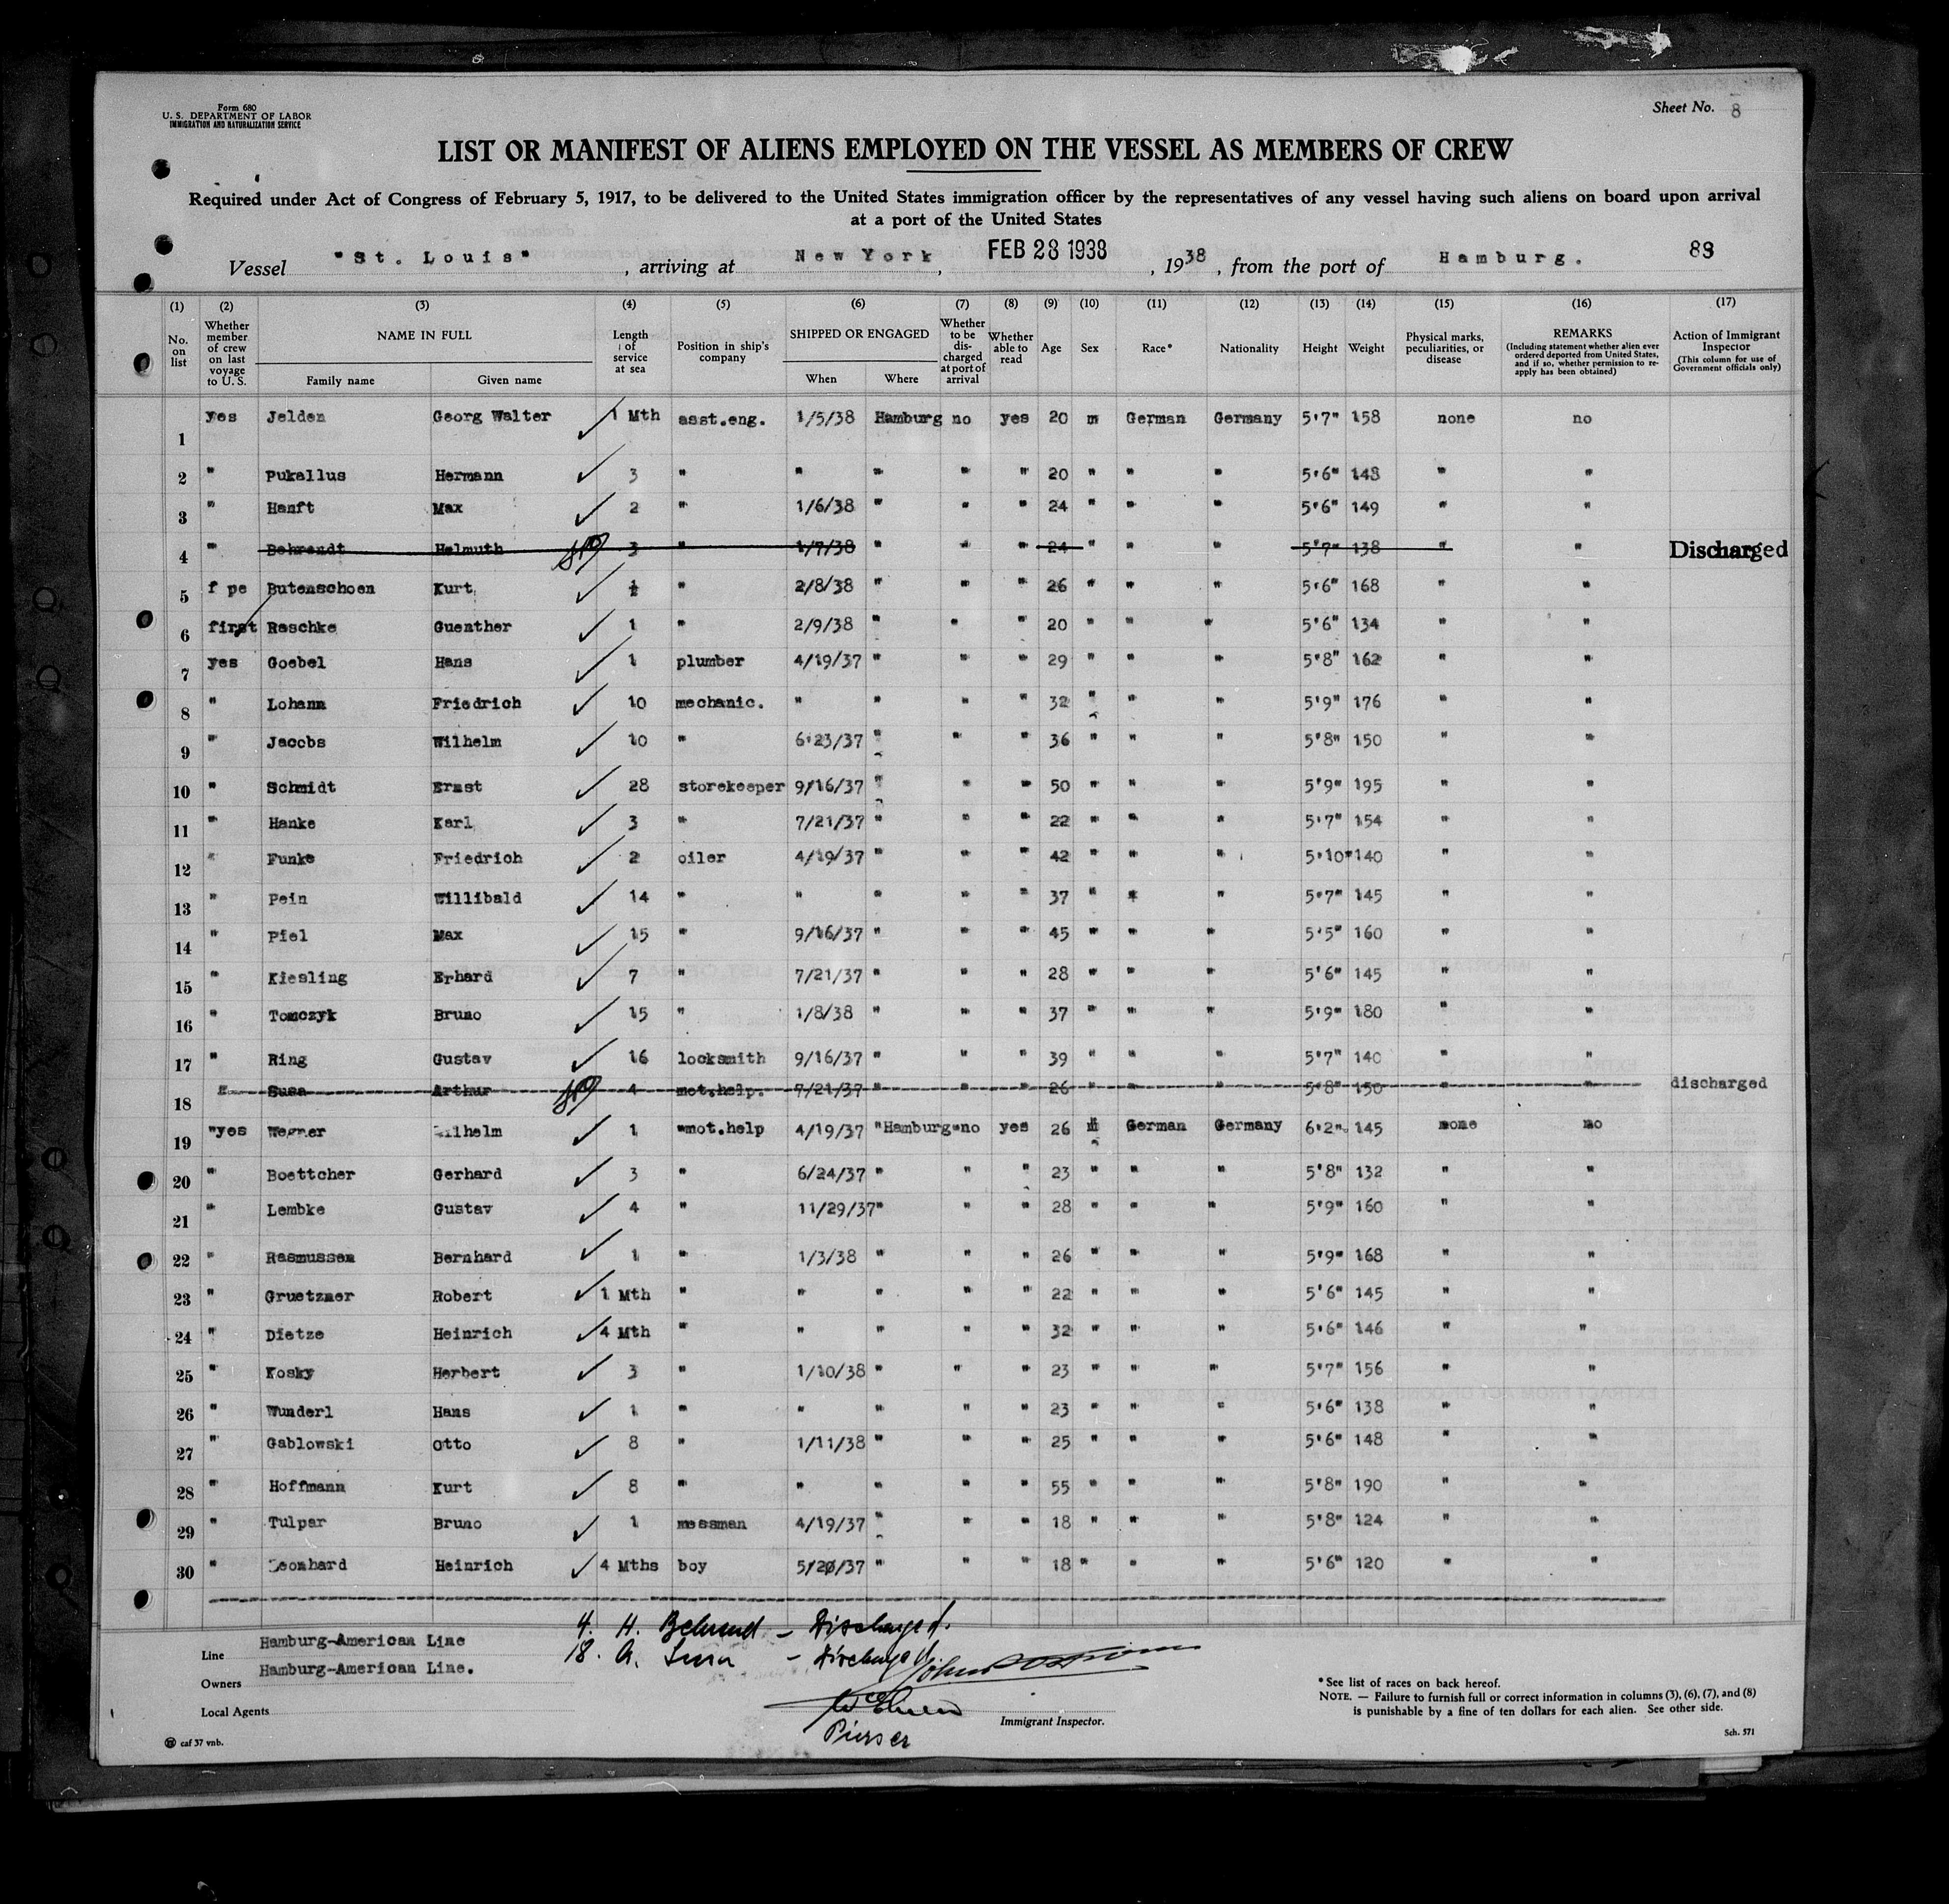 Form 680
U. S. DEPARTMENT OF LABOR
IMMIGRATION AND NATURALIZATION SERVICE
Sheet No. 8
LIST OR MANIFEST OF ALIENS EMPLOYED ON THE VESSEL AS MEMBERS OF CREW
Required under Act of Congress of February 5, 1917, to be delivered to the United States immigration officer by the representatives of any vessel having such aliens on board upon arrival
at a port of the United States
Vessel "St. Louis", arriving at New York, FEB 28 1938, 1938, from the port of Hamburg. 83
(1) (2) (3) (4) (5) (6) (7) (8) (9) (10) (11) (12) (13) (14) (15) (16) (17)
No. on list Whether member of crew on last voyage to U. S. NAME IN FULL Family name Given name Length of service at sea Position in ship's company SHIPPED OR ENGAGED When Where Whether to be discharged at port of arrival Whether able to read Age Sex Race* Nationality Height Weight Physical marks, peculiarities, or disease REMARKS (Including statement whether alien ever ordered deported from United States, and if so, whether permission to reapply has been obtained) Action of Immigrant Inspector (This column for use of Government officials only)
1 yes Jelden Georg Walter ✓ 1 Mth asst.eng. 1/5/38 Hamburg no yes 20 m German Germany 5'7" 158 none no
2 " Pukallus Hermann ✓ 3 " " " " " 20 " " " 5'6" 148 " "
3 " Hanft Max ✓ 2 " 1/6/38 " " " 24 " " " 5'6" 149 " "
4 " Behrendt Helmuth 3 " 1/7/38 " " " 24 " " " 5'7" 138 " " Discharged
5 f pe Butenschoen Kurt ✓ " 2/8/38 " " " 26 " " " 5'6" 168 " "
6 first Raschke Guenther ✓ 1 " 2/9/38 " " " 20 " " " 5'6" 134 " "
7 yes Goebel Hans ✓ 1 plumber 4/19/37 " " " 29 " " " 5'8" 162 " "
8 " Lohann Friedrich ✓ 10 mechanic. " " " " 32 " " " 5'9" 176 " "
9 " Jacobs Wilhelm ✓ 10 " 6/23/37 " " " 36 " " " 5'8" 150 " "
10 " Schmidt Ernst ✓ 28 storekeeper 9/16/37 " " " 50 " " " 5'9" 195 " "
11 " Hanke Karl ✓ 3 " 7/21/37 " " " 22 " " " 5'7" 154 " "
12 " Funke Friedrich ✓ 2 oiler 4/19/37 " " " 42 " " " 5'10" 140 " "
13 " Pein Willibald ✓ 14 " " " " " 37 " " " 5'7" 145 " "
14 " Piel Max ✓ 15 " 9/16/37 " " " 45 " " " 5'5" 160 " "
15 " Kiesling Erhard ✓ 7 " 7/21/37 " " " 28 " " " 5'6" 145 " "
16 " Tomczyk Bruno ✓ 15 " 1/8/38 " " " 37 " " " 5'9" 180 " "
17 " Ring Gustav ✓ 16 locksmith 9/16/37 " " " 39 " " " 5'7" 140 " "
18 " Susa Arthur 4 mot.help. 7/21/37 " " " 26 " " " 5'8" 150 " " discharged
19 "yes Wegner Wilhelm ✓ 1 "mot.help 4/19/37 "Hamburg "no yes 26 m German Germany 6'2" 145 none no
20 " Boettcher Gerhard ✓ 3 " 6/24/37 " " " 23 " " " 5'8" 132 " "
21 " Lembke Gustav ✓ 4 " 11/29/37 " " " 28 " " " 5'9" 160 " "
22 " Rasmussen Bernhard ✓ 1 " 1/3/38 " " " 26 " " " 5'9" 168 " "
23 " Gruetzner Robert ✓ 1 Mth " " " " " 22 " " " 5'6" 145 " "
24 " Dietze Heinrich ✓ 4 Mth " " " " " 32 " " " 5'6" 146 " "
25 " Kosky Herbert ✓ 3 " 1/10/38 " " " 23 " " " 5'7" 156 " "
26 " Wunderl Hans ✓ 1 " " " " " 23 " " " 5'6" 138 " "
27 " Gablowski Otto ✓ 8 " 1/11/38 " " " 25 " " " 5'6" 148 " "
28 " Hoffmann Kurt ✓ 8 " " " " " 55 " " " 5'8" 190 " "
29 " Tulpar Bruno ✓ 1 messman 4/19/37 " " " 18 " " " 5'8" 124 " "
30 " Leonhard Heinrich ✓ 4 Mths boy 5/20/37 " " " 18 " " " 5'6" 120 " "
4. H. Behrend – Discharged.
18. A. Susa – Discharged
Line Hamburg-American Line
Owners Hamburg-American Line.
Local Agents
Purser
Immigrant Inspector.
* See list of races on back hereof.
NOTE. — Failure to furnish full or correct information in columns (3), (6), (7), and (8)
is punishable by a fine of ten dollars for each alien. See other side.
caf 37 vnb.
Sch. 571